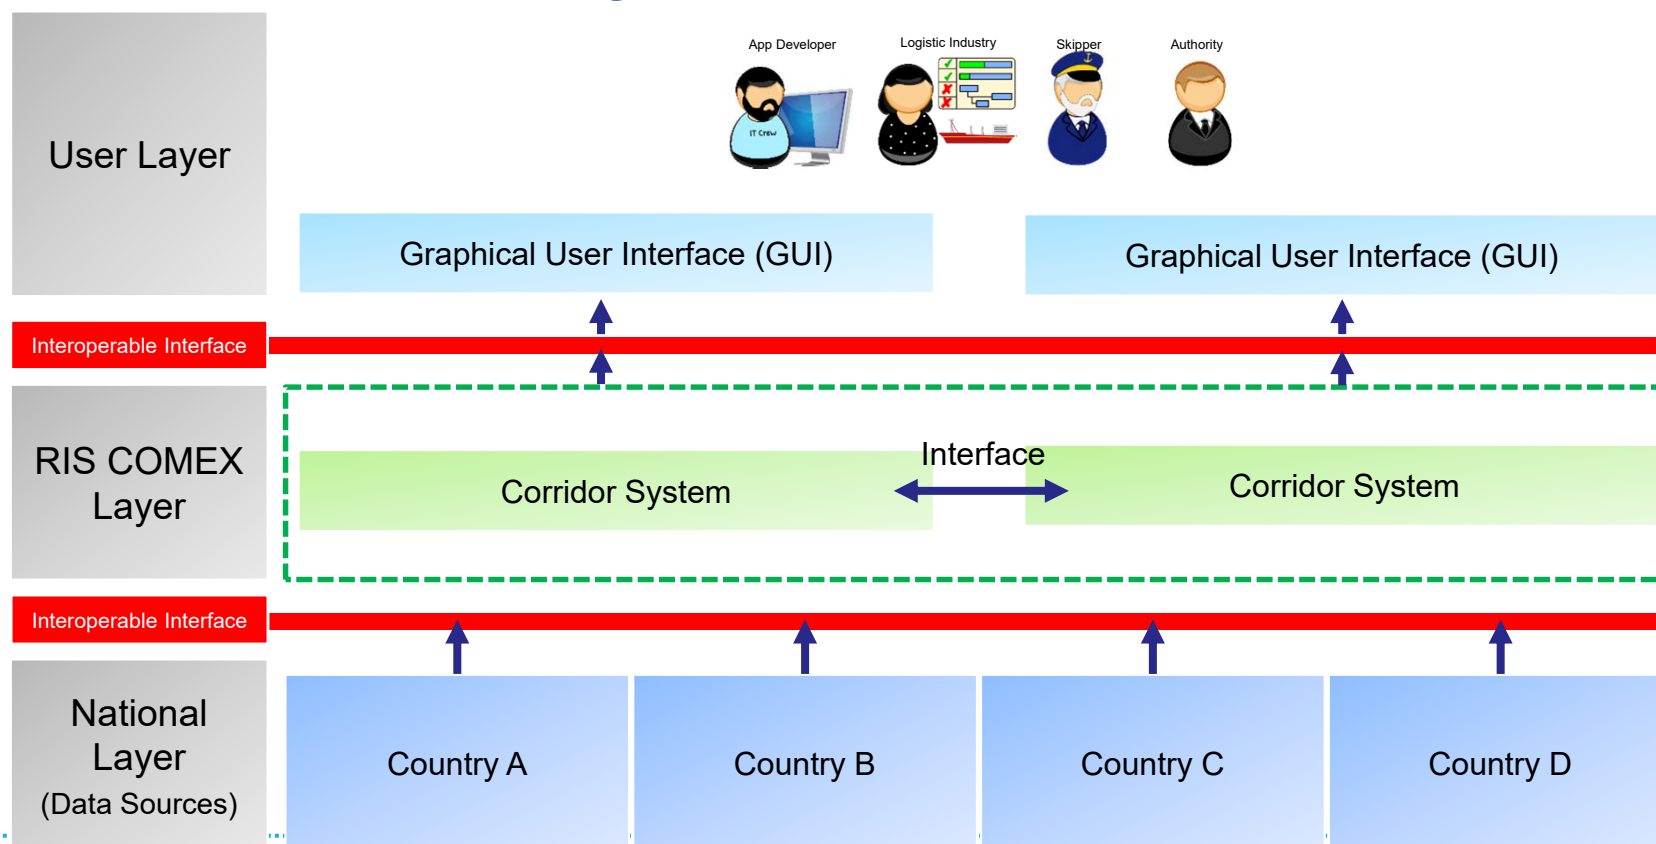 App Developer
Logistic Industry
Skipper
Authority
IT Crew
User Layer
Graphical User Interface (GUI)
Graphical User Interface (GUI)
Interoperable Interface
RIS COMEX
Layer
Interface
Corridor System
Corridor System
Interoperable Interface
National
Layer
(Data Sources)
Country A
Country B
Country C
Country D